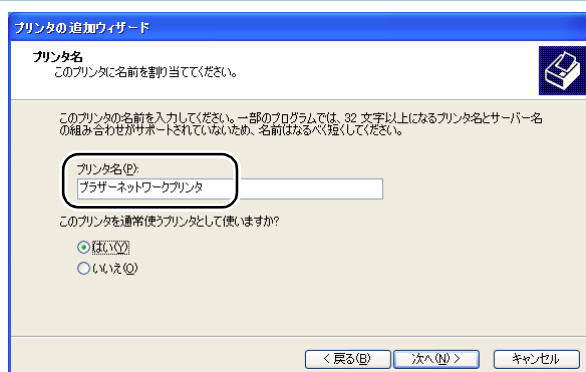 プリンタの追加ウィザード
プリンタ名
このプリンタに名前を割り当ててください。
このプリンタの名前を入力してください。一部のプログラムでは、32 文字以上になるプリンタ名とサーバー名
の組み合わせがサポートされていないため、名前はなるべく短くしてください。
プリンタ名(P):
ブラザーネットワークプリンタ
このプリンタを通常使うプリンタとして使いますか?
はい(Y)
いいえ(O)
< 戻る(B) 次へ(N) > キャンセル